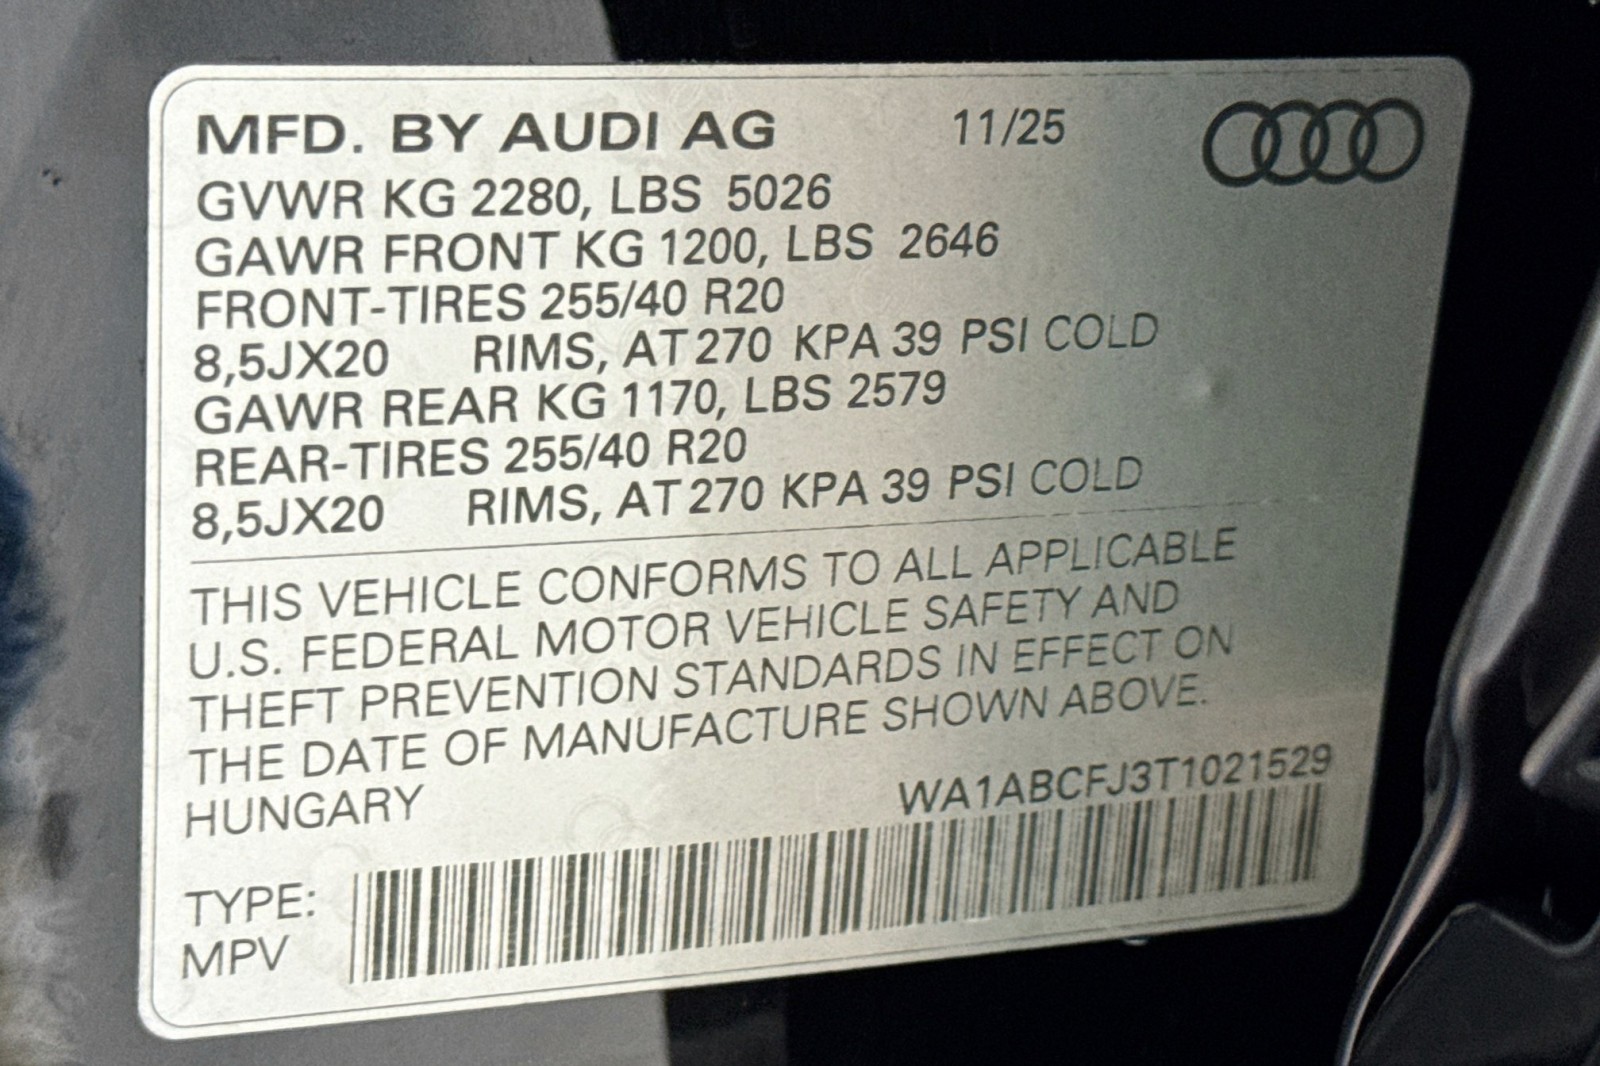 MFD. BY AUDI AG 11/25
GVWR KG 2280, LBS 5026
GAWR FRONT KG 1200, LBS 2646
FRONT-TIRES 255/40 R20
8,5JX20 RIMS, AT 270 KPA 39 PSI COLD
GAWR REAR KG 1170, LBS 2579
REAR-TIRES 255/40 R20
8,5JX20 RIMS, AT 270 KPA 39 PSI COLD
THIS VEHICLE CONFORMS TO ALL APPLICABLE
U.S. FEDERAL MOTOR VEHICLE SAFETY AND
THEFT PREVENTION STANDARDS IN EFFECT ON
THE DATE OF MANUFACTURE SHOWN ABOVE.
HUNGARY WA1ABCFJ3T1021529
TYPE:
MPV